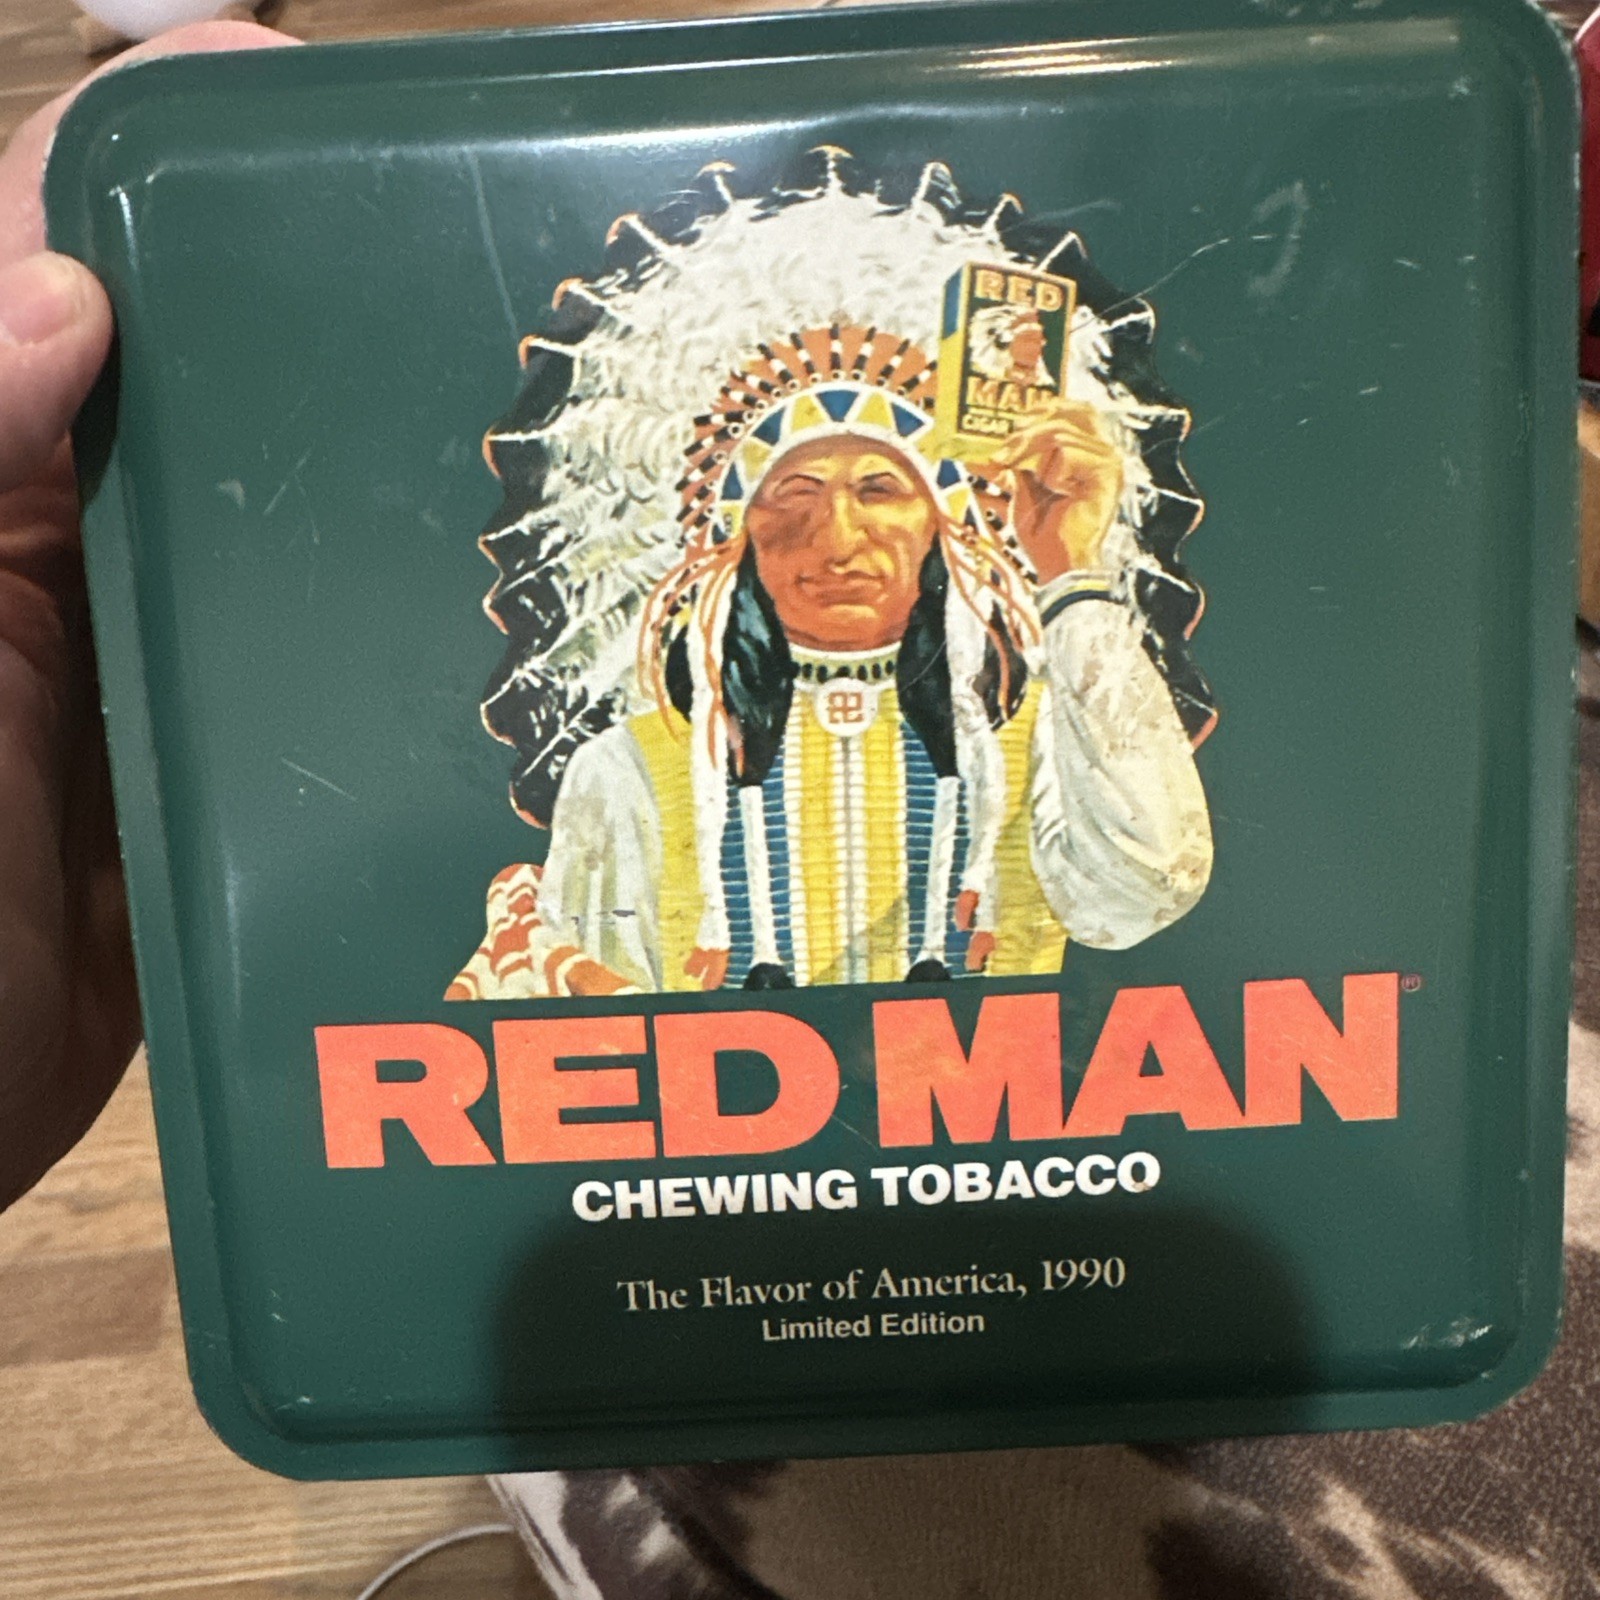 RED
MAN
CIGAR
RED MAN®
CHEWING TOBACCO
The Flavor of America, 1990
Limited Edition